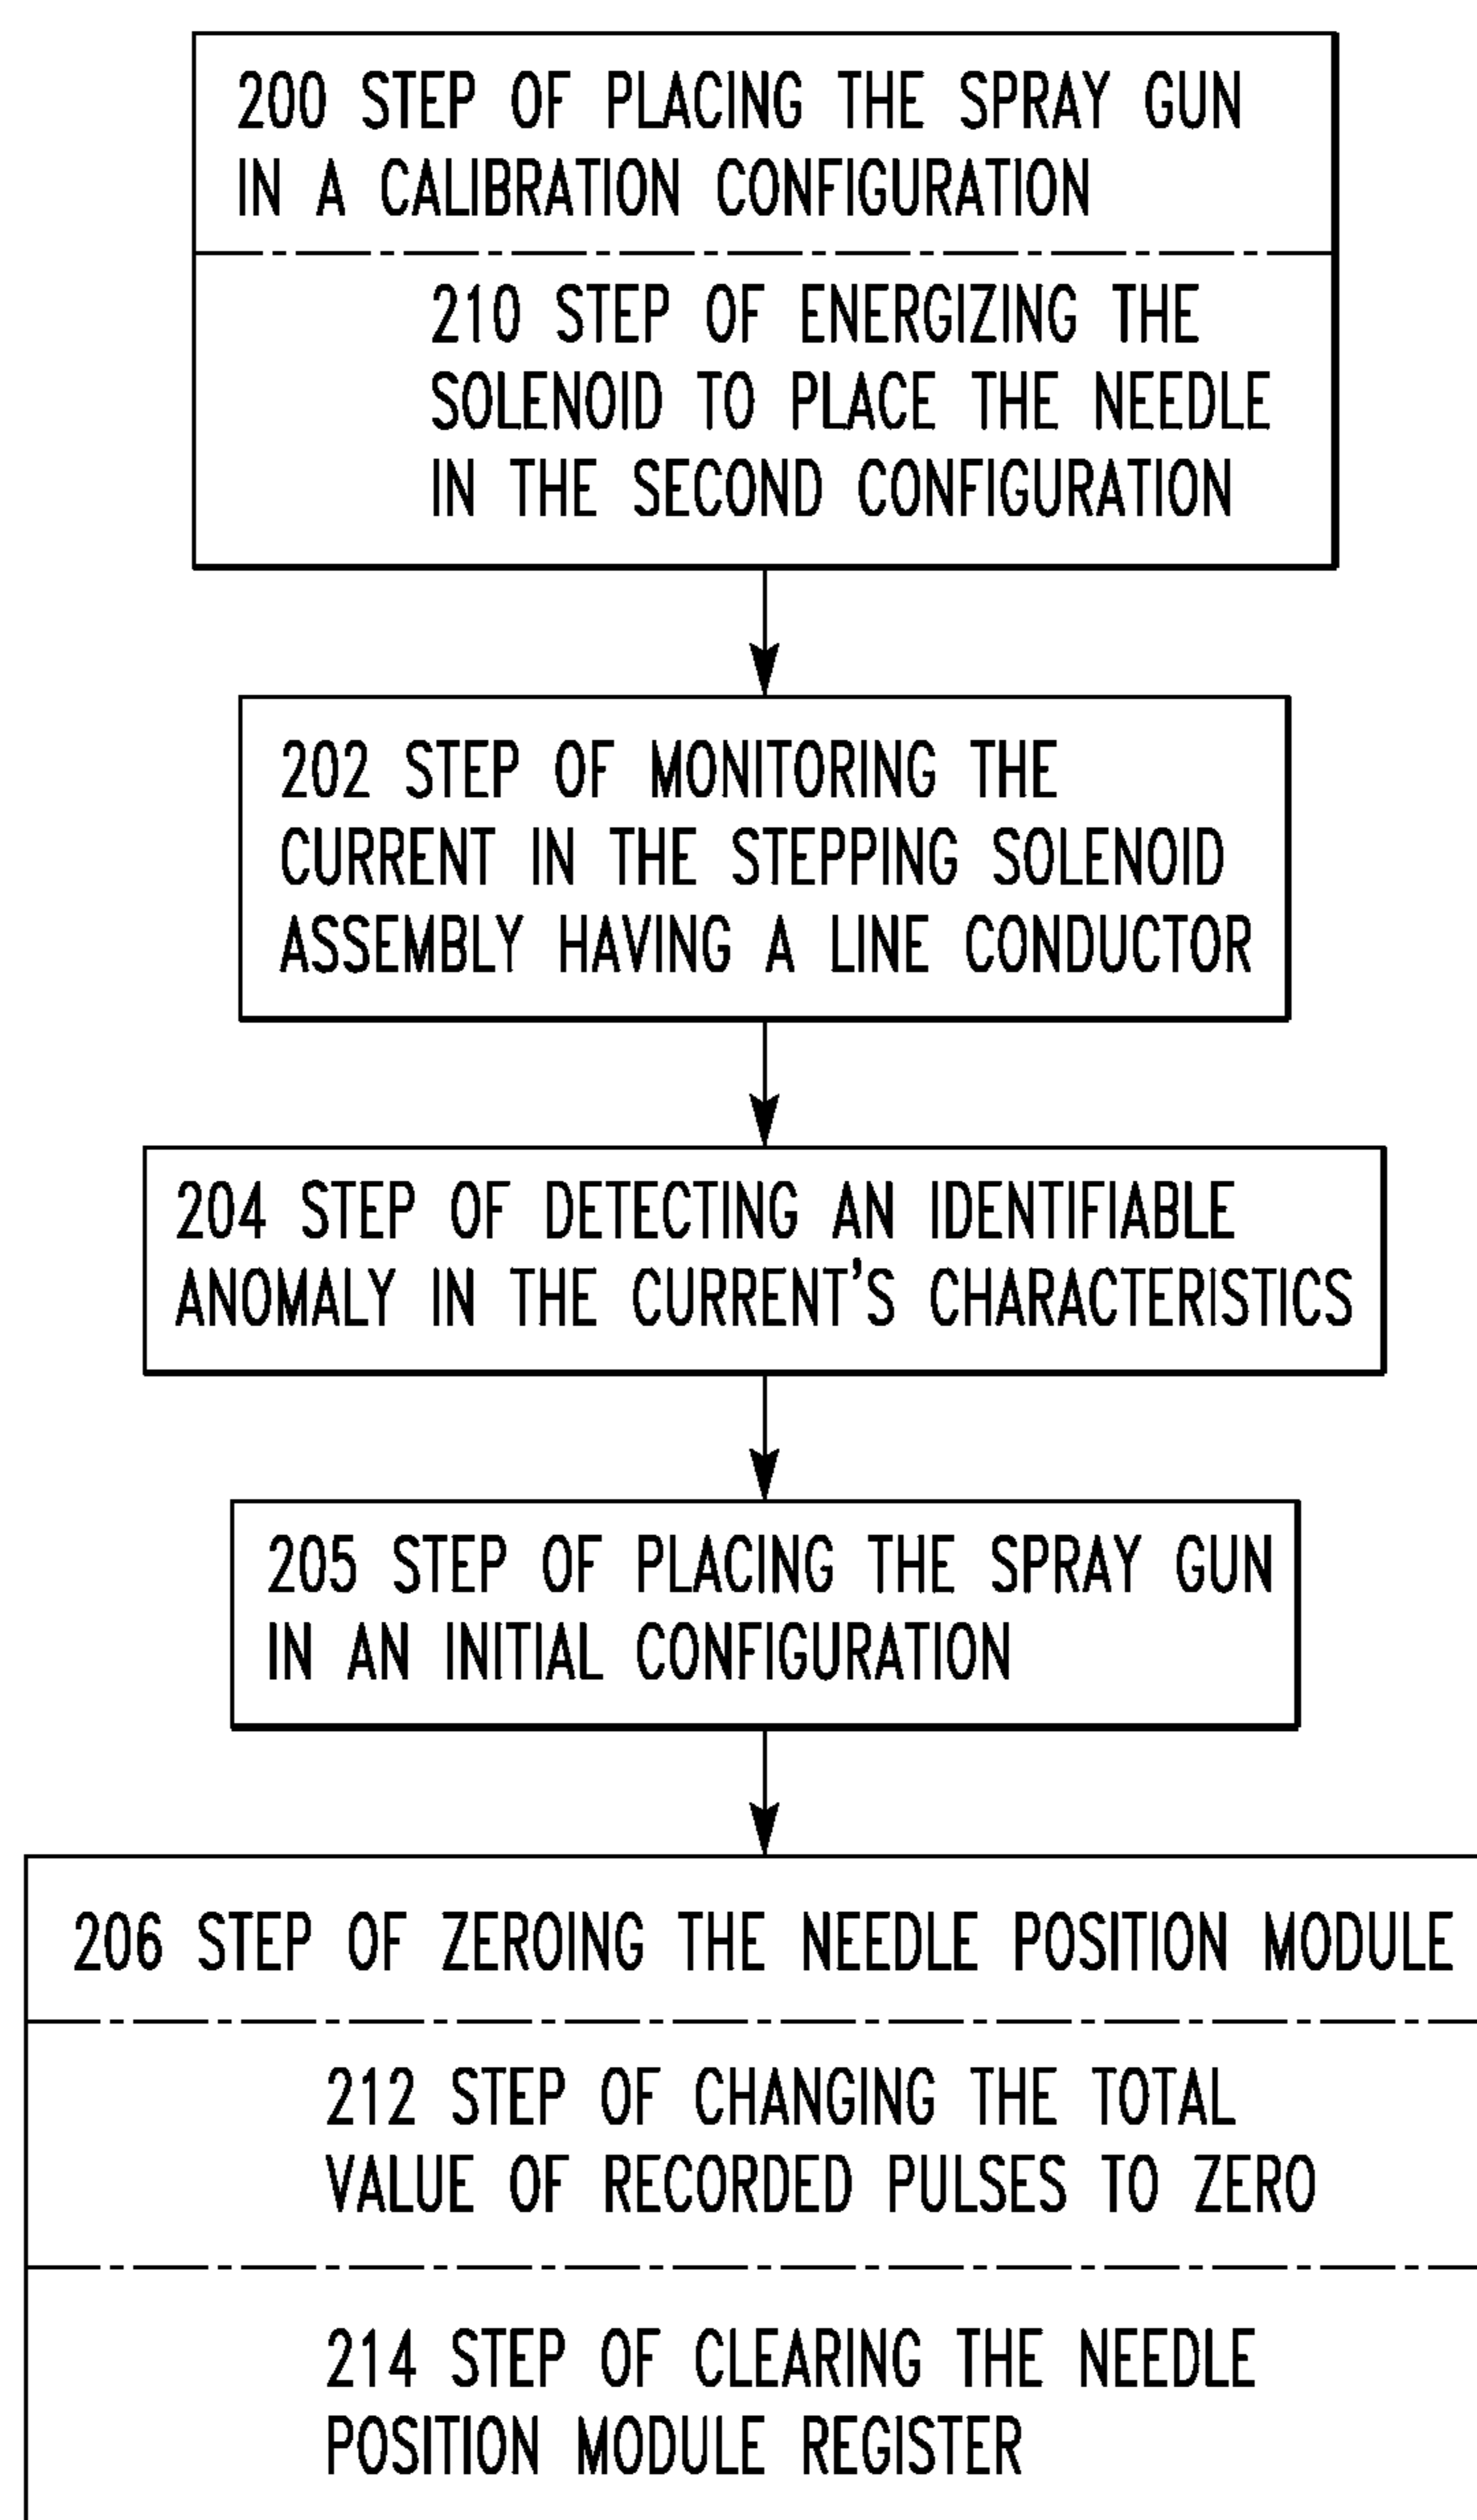 200 STEP OF PLACING THE SPRAY GUN
IN A CALIBRATION CONFIGURATION
210 STEP OF ENERGIZING THE
SOLENOID TO PLACE THE NEEDLE
IN THE SECOND CONFIGURATION
202 STEP OF MONITORING THE
CURRENT IN THE STEPPING SOLENOID
ASSEMBLY HAVING A LINE CONDUCTOR
204 STEP OF DETECTING AN IDENTIFIABLE
ANOMALY IN THE CURRENT'S CHARACTERISTICS
205 STEP OF PLACING THE SPRAY GUN
IN AN INITIAL CONFIGURATION
206 STEP OF ZEROING THE NEEDLE POSITION MODULE
212 STEP OF CHANGING THE TOTAL
VALUE OF RECORDED PULSES TO ZERO
214 STEP OF CLEARING THE NEEDLE
POSITION MODULE REGISTER